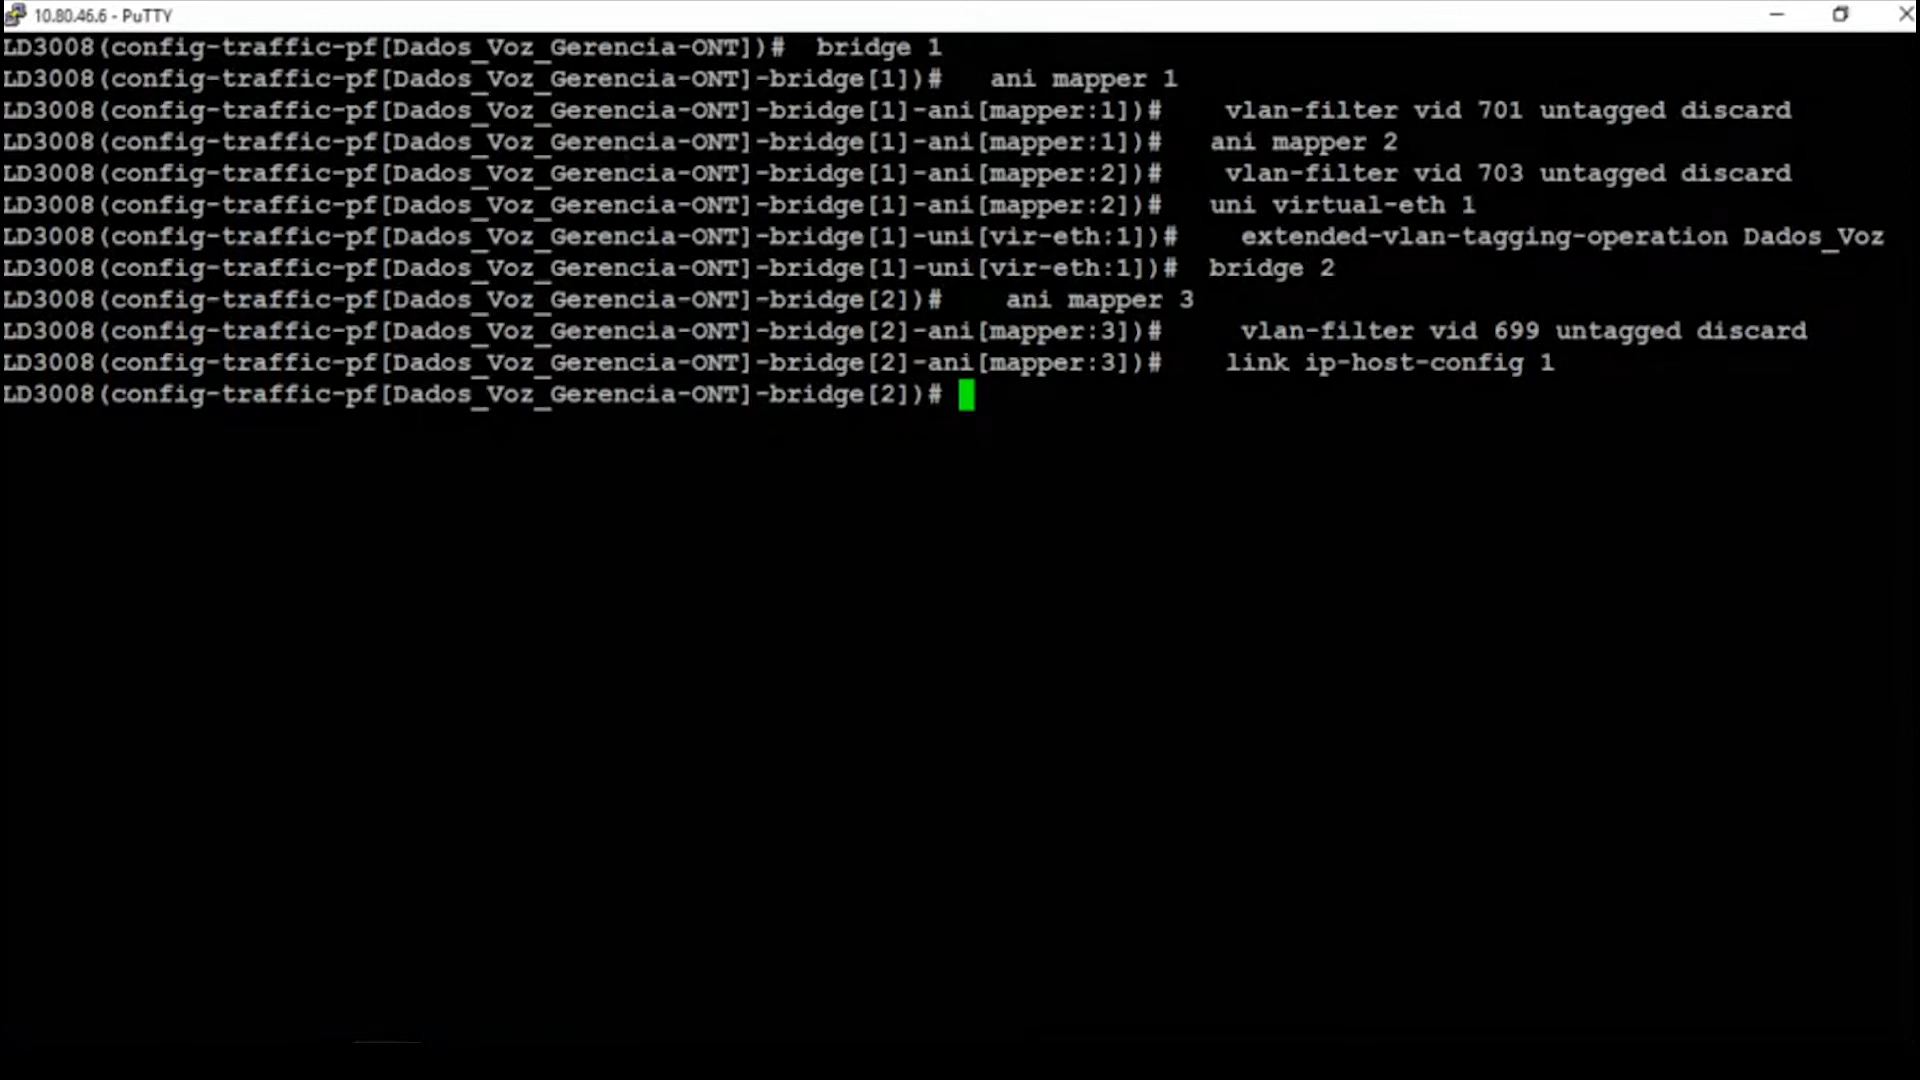 10.80.46.6 - PuTTY
LD3008(config-traffic-pf[Dados_Voz_Gerencia-ONT])#  bridge 1
LD3008(config-traffic-pf[Dados_Voz_Gerencia-ONT]-bridge[1])#   ani mapper 1
LD3008(config-traffic-pf[Dados_Voz_Gerencia-ONT]-bridge[1]-ani[mapper:1])#    vlan-filter vid 701 untagged discard
LD3008(config-traffic-pf[Dados_Voz_Gerencia-ONT]-bridge[1]-ani[mapper:1])#   ani mapper 2
LD3008(config-traffic-pf[Dados_Voz_Gerencia-ONT]-bridge[1]-ani[mapper:2])#    vlan-filter vid 703 untagged discard
LD3008(config-traffic-pf[Dados_Voz_Gerencia-ONT]-bridge[1]-ani[mapper:2])#   uni virtual-eth 1
LD3008(config-traffic-pf[Dados_Voz_Gerencia-ONT]-bridge[1]-uni[vir-eth:1])#    extended-vlan-tagging-operation Dados_Voz
LD3008(config-traffic-pf[Dados_Voz_Gerencia-ONT]-bridge[1]-uni[vir-eth:1])#  bridge 2
LD3008(config-traffic-pf[Dados_Voz_Gerencia-ONT]-bridge[2])#    ani mapper 3
LD3008(config-traffic-pf[Dados_Voz_Gerencia-ONT]-bridge[2]-ani[mapper:3])#     vlan-filter vid 699 untagged discard
LD3008(config-traffic-pf[Dados_Voz_Gerencia-ONT]-bridge[2]-ani[mapper:3])#    link ip-host-config 1
LD3008(config-traffic-pf[Dados_Voz_Gerencia-ONT]-bridge[2])#